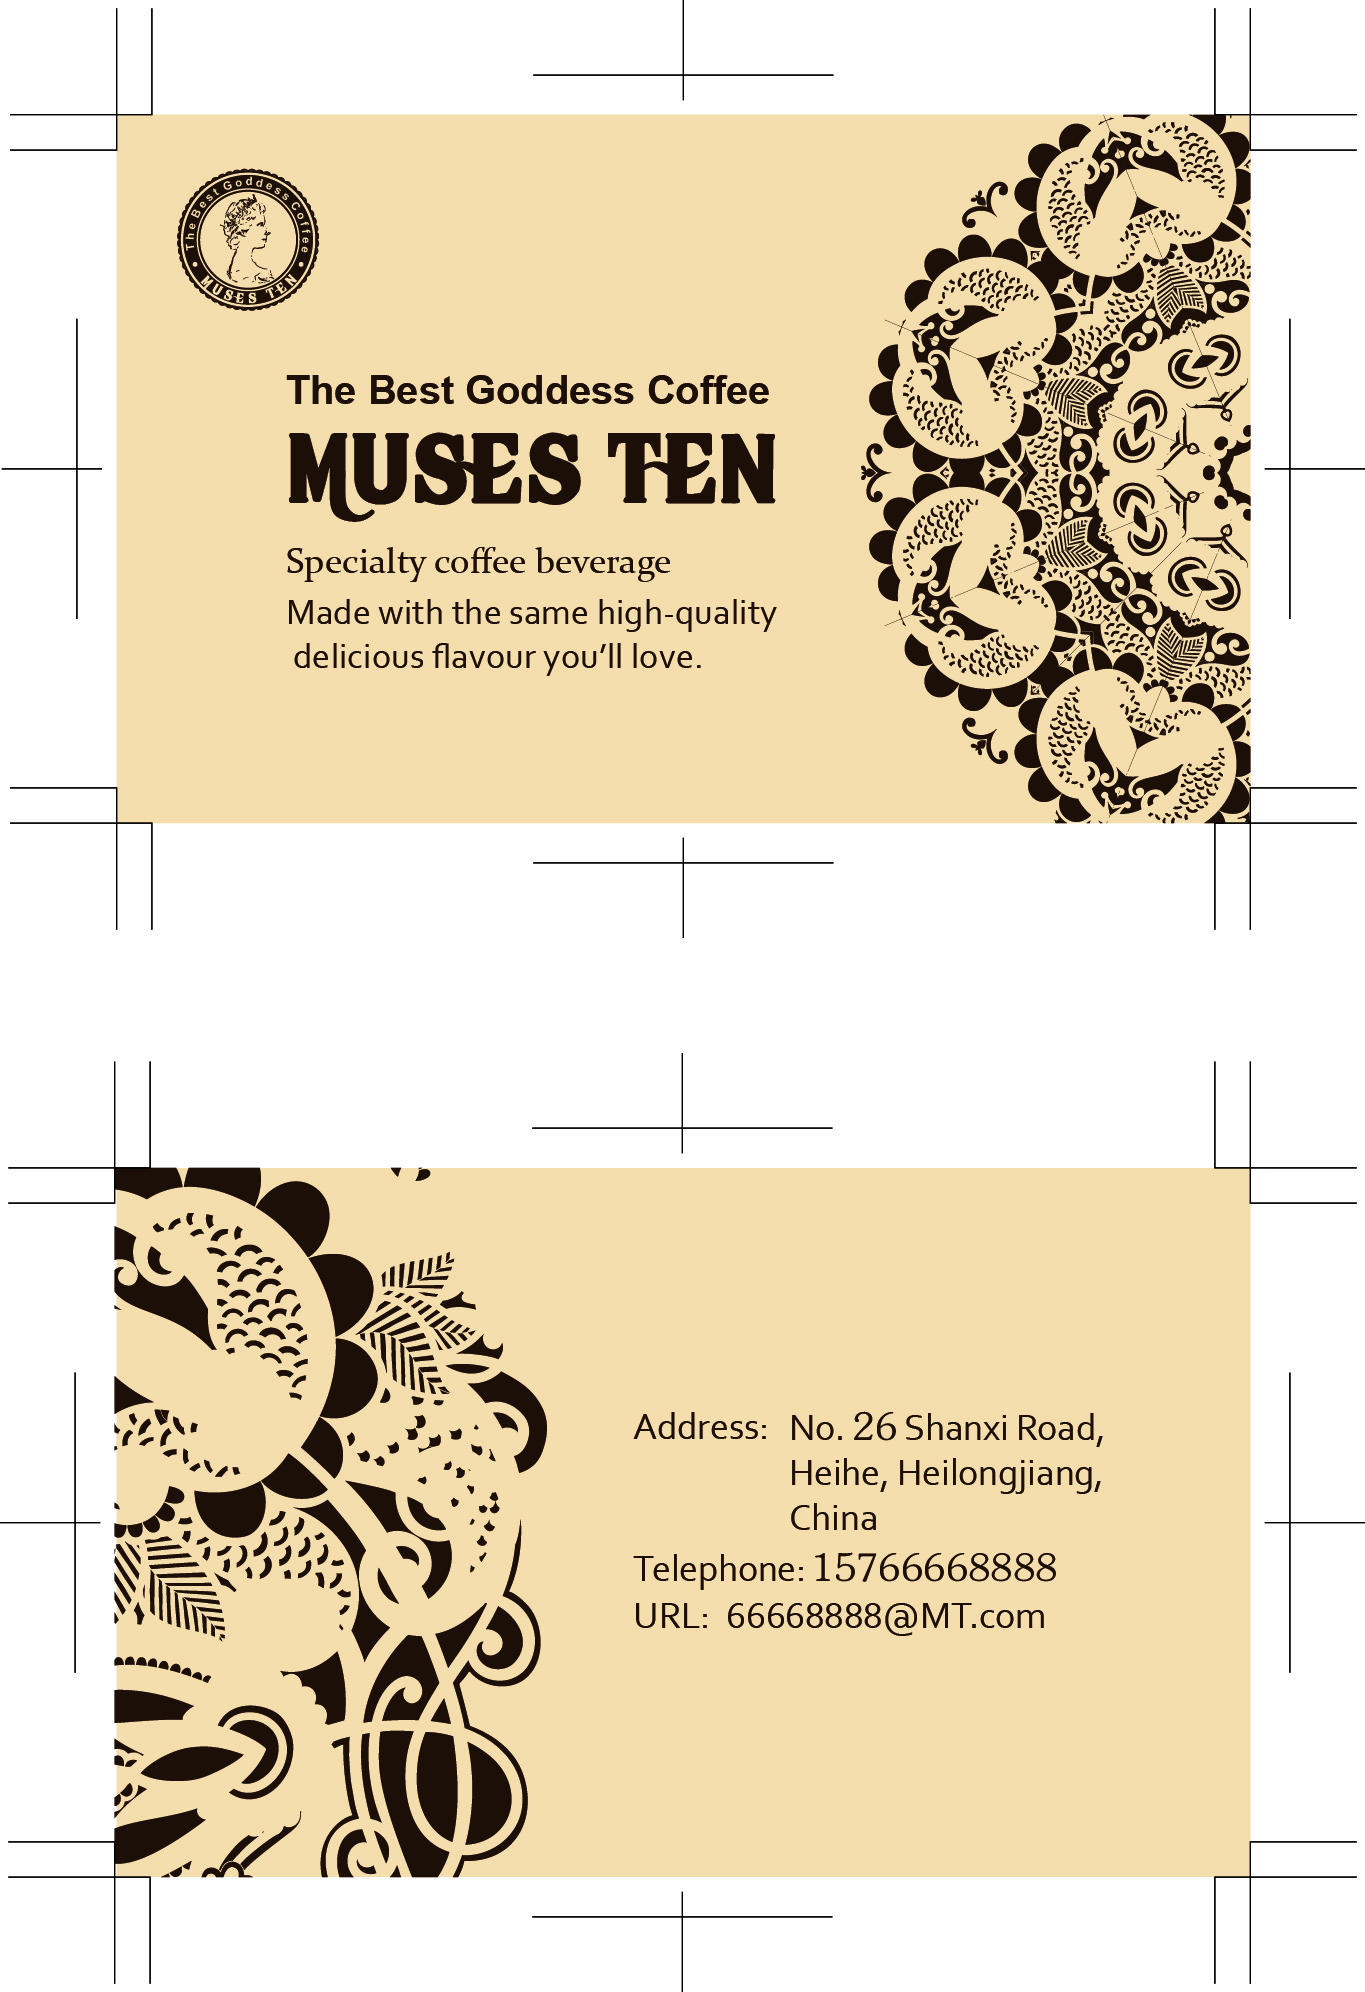 The Best Goddess Coffee
MUSES TEN
The Best Goddess Coffee
MUSES TEN
Specialty coffee beverage
Made with the same high-quality
delicious flavour you’ll love.
Address: No. 26 Shanxi Road,
Heihe, Heilongjiang,
China
Telephone: 15766668888
URL: 66668888@MT.com